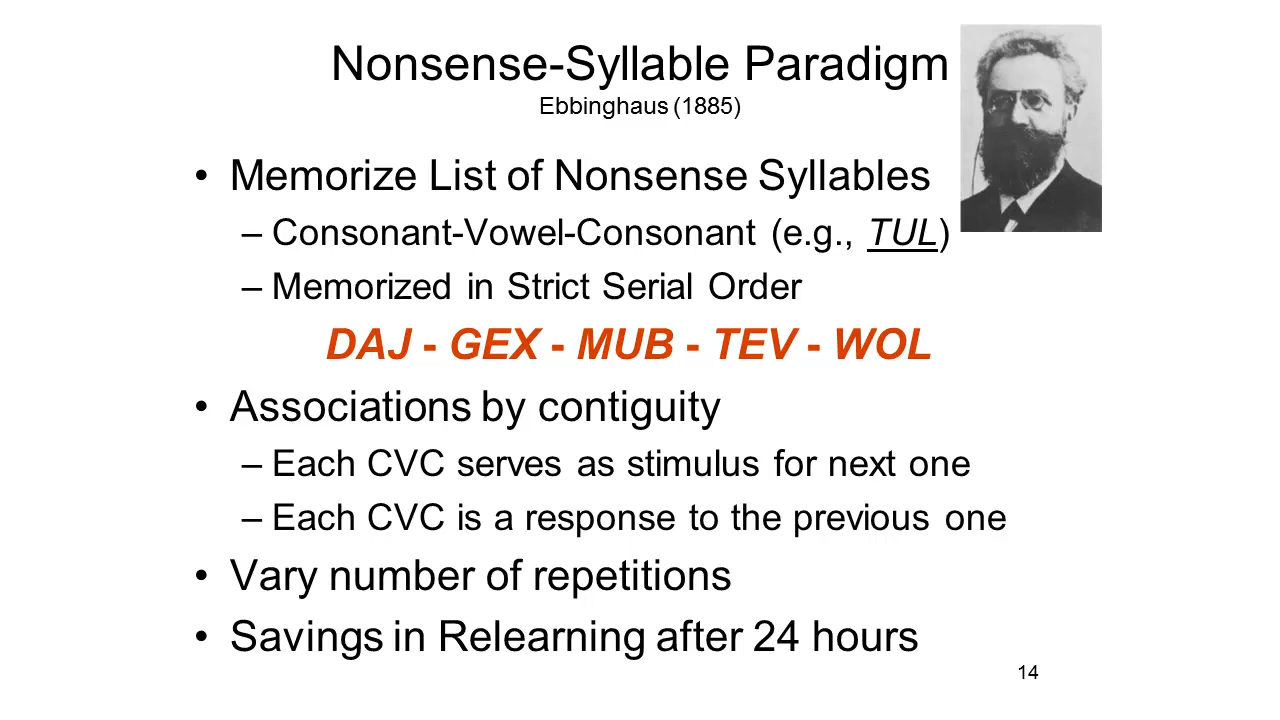 Nonsense-Syllable Paradigm
Ebbinghaus (1885)
• Memorize List of Nonsense Syllables
– Consonant-Vowel-Consonant (e.g., TUL)
– Memorized in Strict Serial Order
DAJ - GEX - MUB - TEV - WOL
• Associations by contiguity
– Each CVC serves as stimulus for next one
– Each CVC is a response to the previous one
• Vary number of repetitions
• Savings in Relearning after 24 hours
14